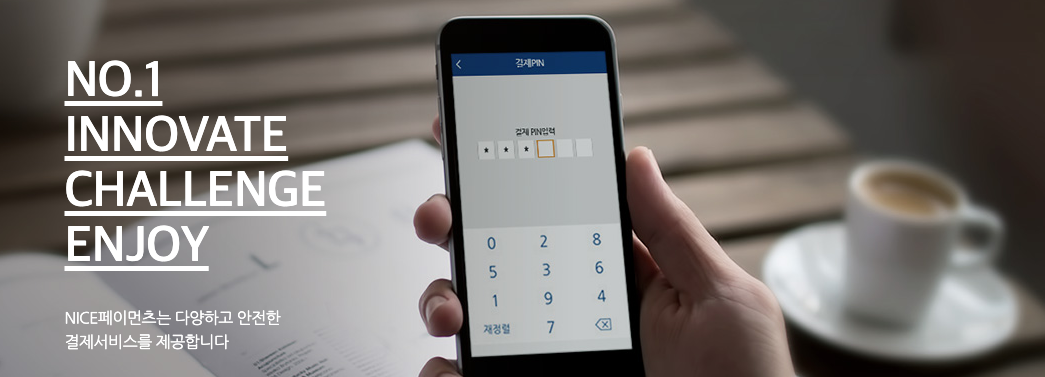 NO.1
INNOVATE
CHALLENGE
ENJOY
NICE페이먼츠는 다양하고 안전한
결제서비스를 제공합니다
결제PIN
결제 PIN입력
* * *
0 2 8
5 3 6
1 9 4
재정렬 7